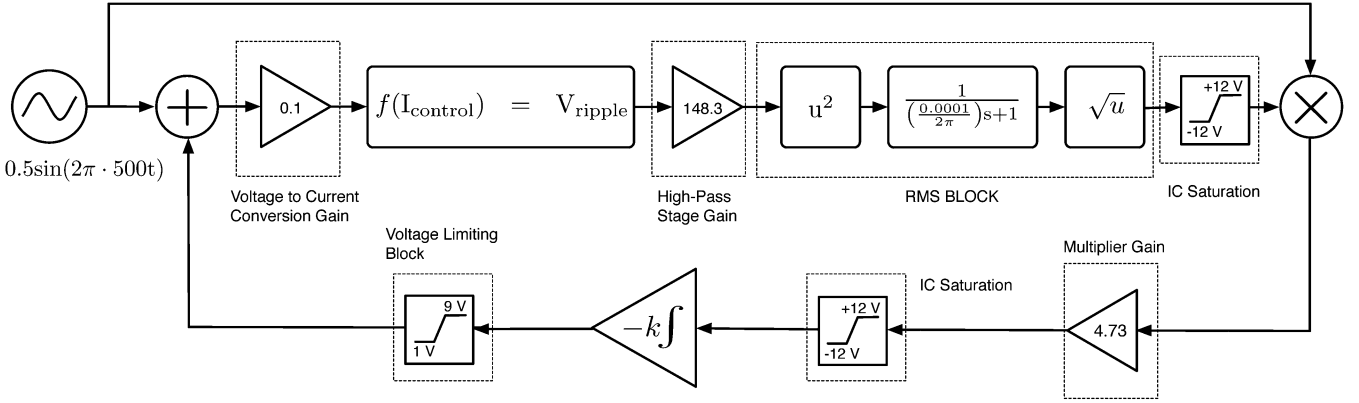 0.5sin(2π · 500t)
+
0.1
Voltage to Current
Conversion Gain
f(I_control) = V_ripple
148.3
High-Pass
Stage Gain
u²
1
(0.0001
2π)s+1
√u
RMS BLOCK
+12 V
-12 V
IC Saturation
×
Multiplier Gain
4.73
IC Saturation
+12 V
-12 V
−k∫
Voltage Limiting
Block
9 V
1 V